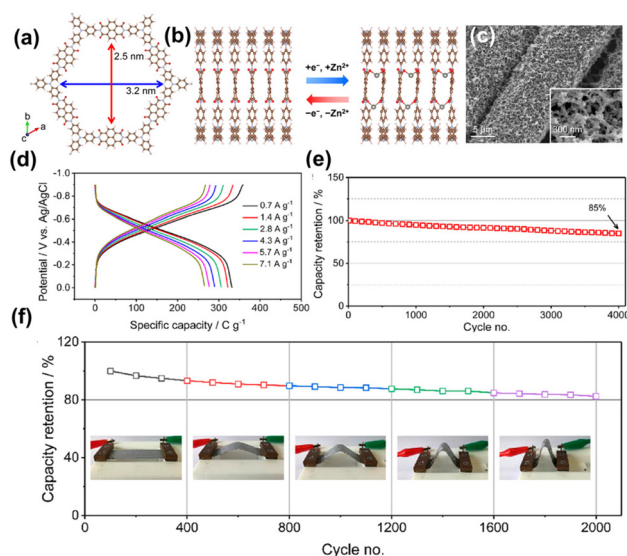 (a)
2.5 nm
3.2 nm
b
c
a
(b)
+e⁻, +Zn²⁺
−e⁻, −Zn²⁺
(c)
5 μm
300 nm
(d)
Potential / V vs. Ag/AgCl
-1.0
-0.8
-0.6
-0.4
-0.2
0.0
0.7 A g⁻¹
1.4 A g⁻¹
2.8 A g⁻¹
4.3 A g⁻¹
5.7 A g⁻¹
7.1 A g⁻¹
0 100 200 300 400 500 600
Specific capacity / C g⁻¹
(e)
Capacity retention / %
150
100
50
0
85%
0 1000 2000 3000 4000
Cycle no.
(f)
Capacity retention / %
120
80
40
0
0 400 800 1200 1600 2000
Cycle no.